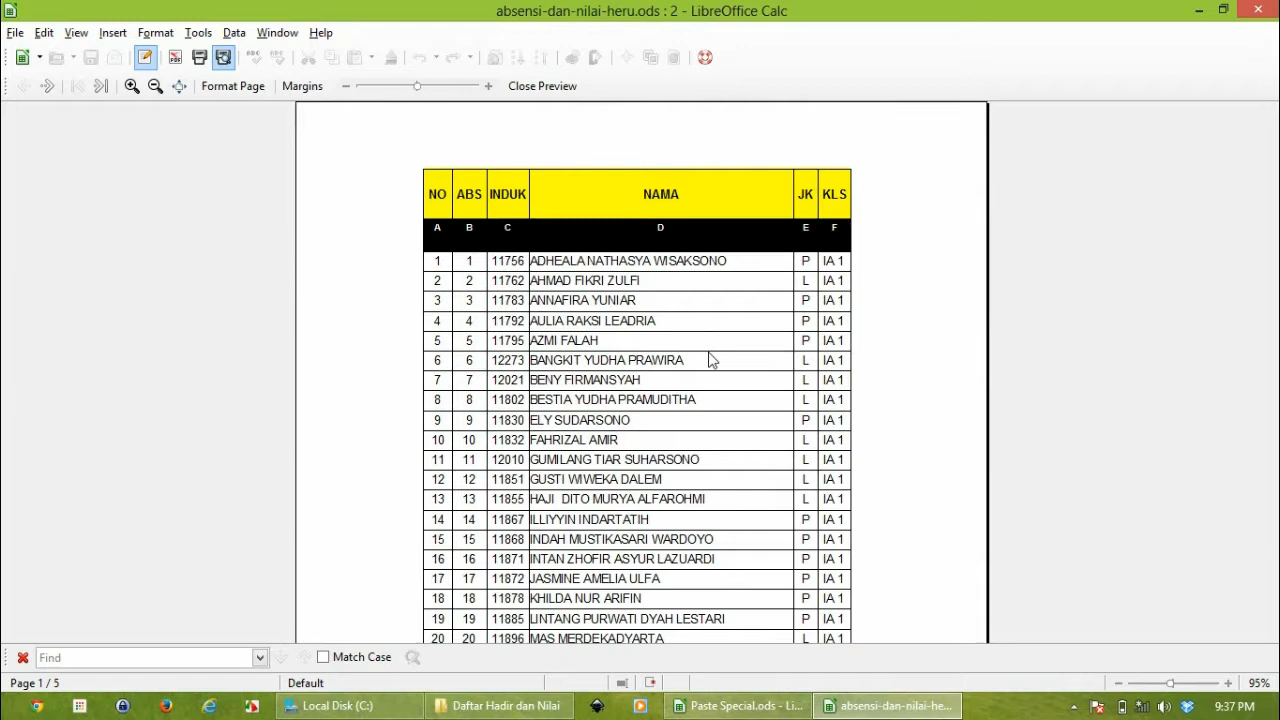 absensi-dan-nilai-heru.ods : 2 - LibreOffice Calc
File Edit View Insert Format Tools Data Window Help
Format Page Margins Close Preview
NO ABS INDUK NAMA JK KLS
A B C D E F
1 1 11756 ADHEALA NATHASYA WISAKSONO P IA 1
2 2 11762 AHMAD FIKRI ZULFI L IA 1
3 3 11783 ANNAFIRA YUNIAR P IA 1
4 4 11792 AULIA RAKSI LEADRIA P IA 1
5 5 11795 AZMI FALAH P IA 1
6 6 12273 BANGKIT YUDHA PRAWIRA L IA 1
7 7 12021 BENY FIRMANSYAH L IA 1
8 8 11802 BESTIA YUDHA PRAMUDITHA L IA 1
9 9 11830 ELY SUDARSONO P IA 1
10 10 11832 FAHRIZAL AMIR L IA 1
11 11 12010 GUMILANG TIAR SUHARSONO L IA 1
12 12 11851 GUSTI WIWEKA DALEM L IA 1
13 13 11855 HAJI DITO MURYA ALFAROHMI L IA 1
14 14 11867 ILLIYYIN INDARTATIH P IA 1
15 15 11868 INDAH MUSTIKASARI WARDOYO P IA 1
16 16 11871 INTAN ZHOFIR ASYUR LAZUARDI P IA 1
17 17 11872 JASMINE AMELIA ULFA P IA 1
18 18 11878 KHILDA NUR ARIFIN P IA 1
19 19 11885 LINTANG PURWATI DYAH LESTARI P IA 1
20 20 11896 MAS MERDEKADYARTA L IA 1
Find Match Case
Page 1 / 5 Default 95%
Local Disk (C:) Daftar Hadir dan Nilai Paste Special.ods - Li... absensi-dan-nilai-he... 9:37 PM